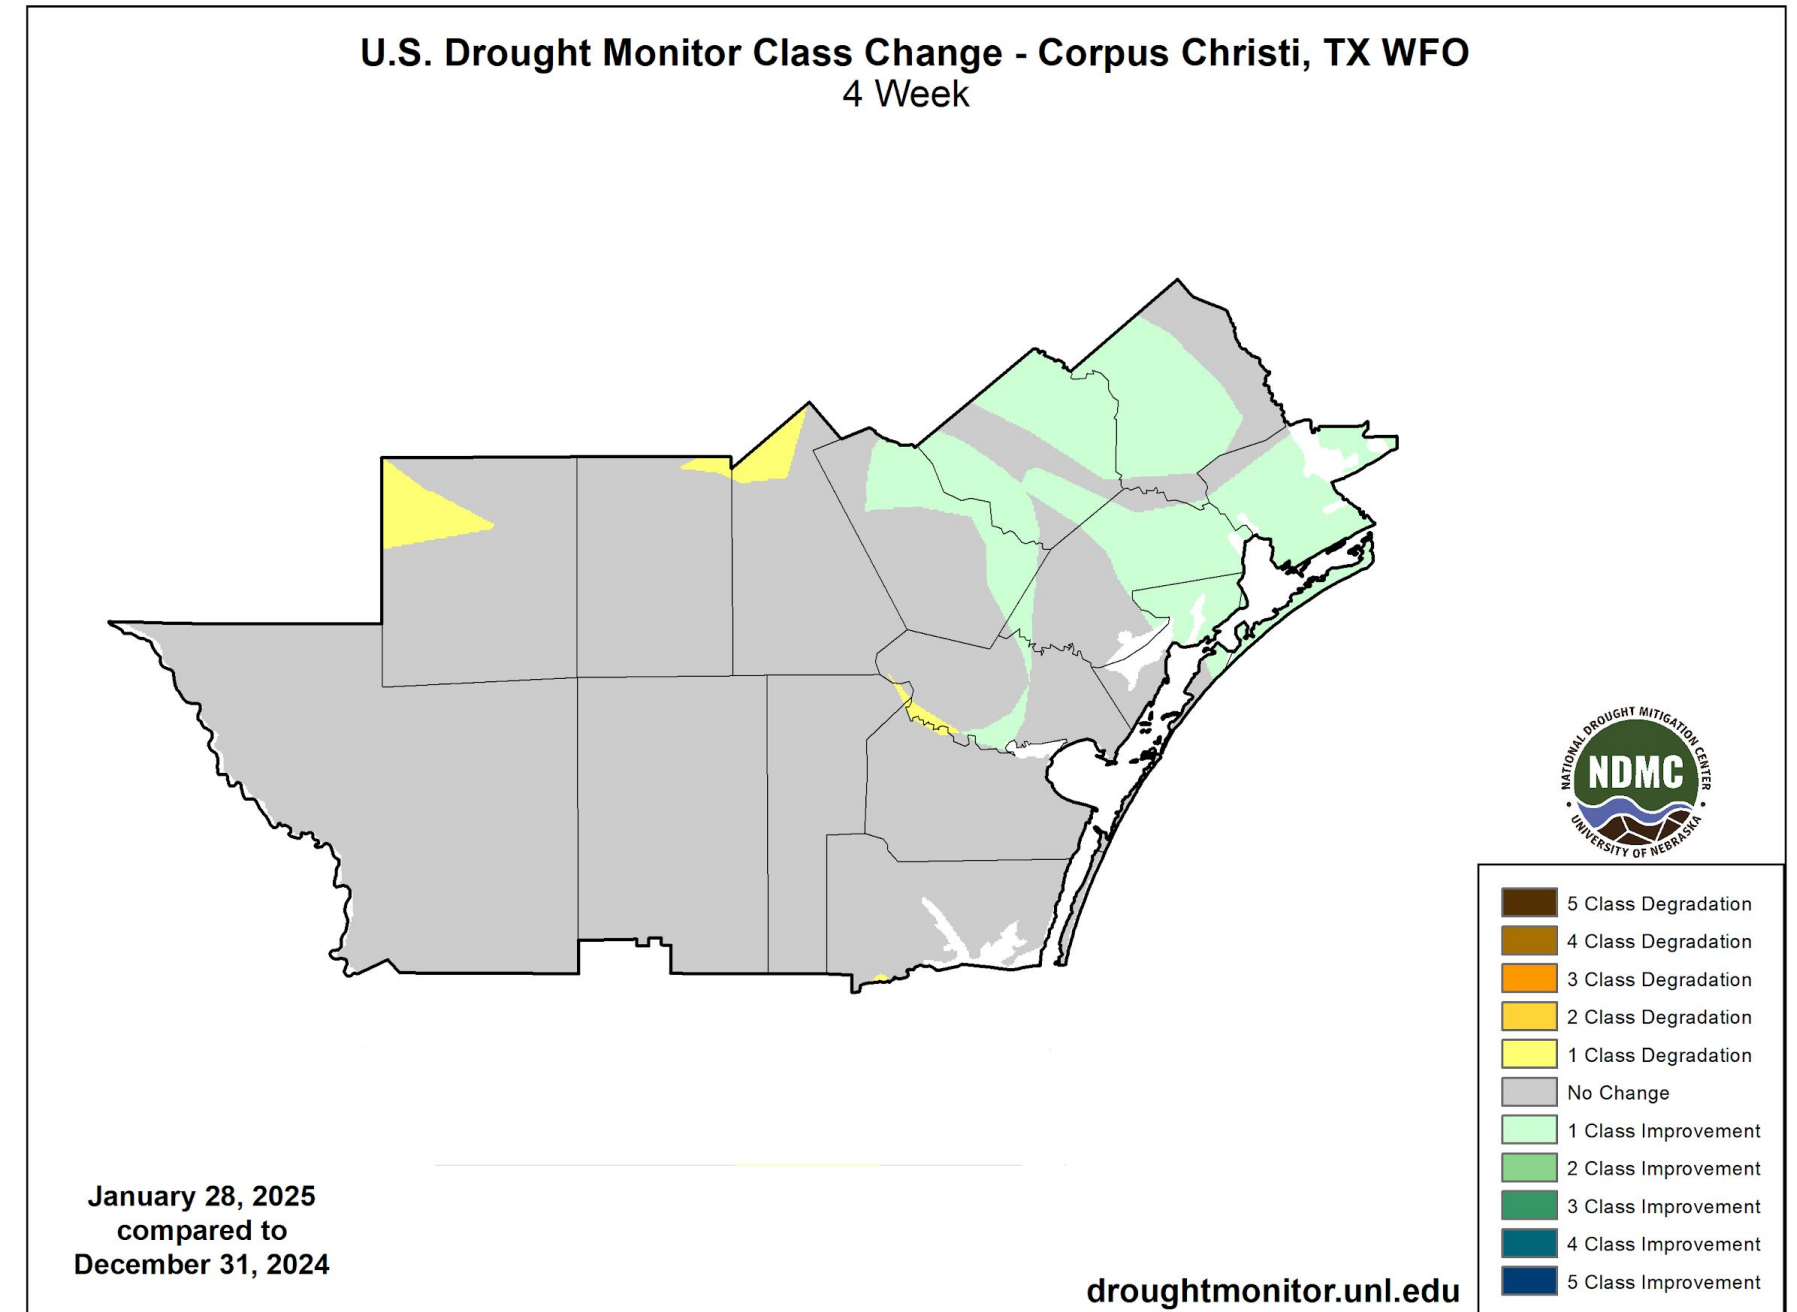 U.S. Drought Monitor Class Change - Corpus Christi, TX WFO
4 Week
NATIONAL DROUGHT MITIGATION CENTER
NDMC
UNIVERSITY OF NEBRASKA
5 Class Degradation
4 Class Degradation
3 Class Degradation
2 Class Degradation
1 Class Degradation
No Change
1 Class Improvement
2 Class Improvement
3 Class Improvement
4 Class Improvement
5 Class Improvement
January 28, 2025
compared to
December 31, 2024
droughtmonitor.unl.edu